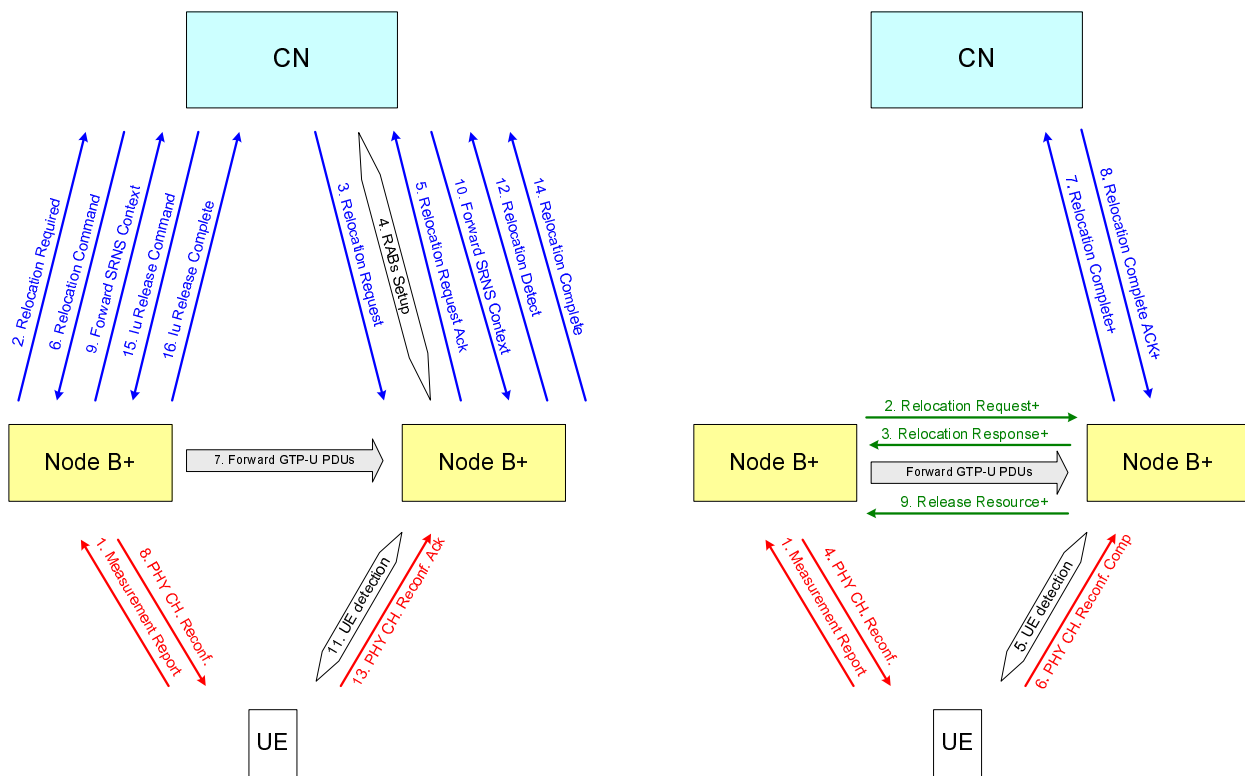 CN
2. Relocation Required
6. Relocation Command
9. Forward SRNS Context
15. Iu Release Command
16. Iu Release Complete
3. Relocation Request
4. RABs Setup
5. Relocation Request Ack
10. Forward SRNS Context
12. Relocation Detect
14. Relocation Complete
Node B+
7. Forward GTP-U PDUs
Node B+
1. Measurement Report
8. PHY CH. Reconf.
11. UE detection
13. PHY CH. Reconf. Ack
UE
CN
7. Relocation Complete+
8. Relocation Complete ACK+
2. Relocation Request+
3. Relocation Response+
Node B+
Forward GTP-U PDUs
Node B+
9. Release Resource+
1. Measurement Report
4. PHY CH. Reconf.
5. UE detection
6. PHY CH. Reconf. Comp
UE